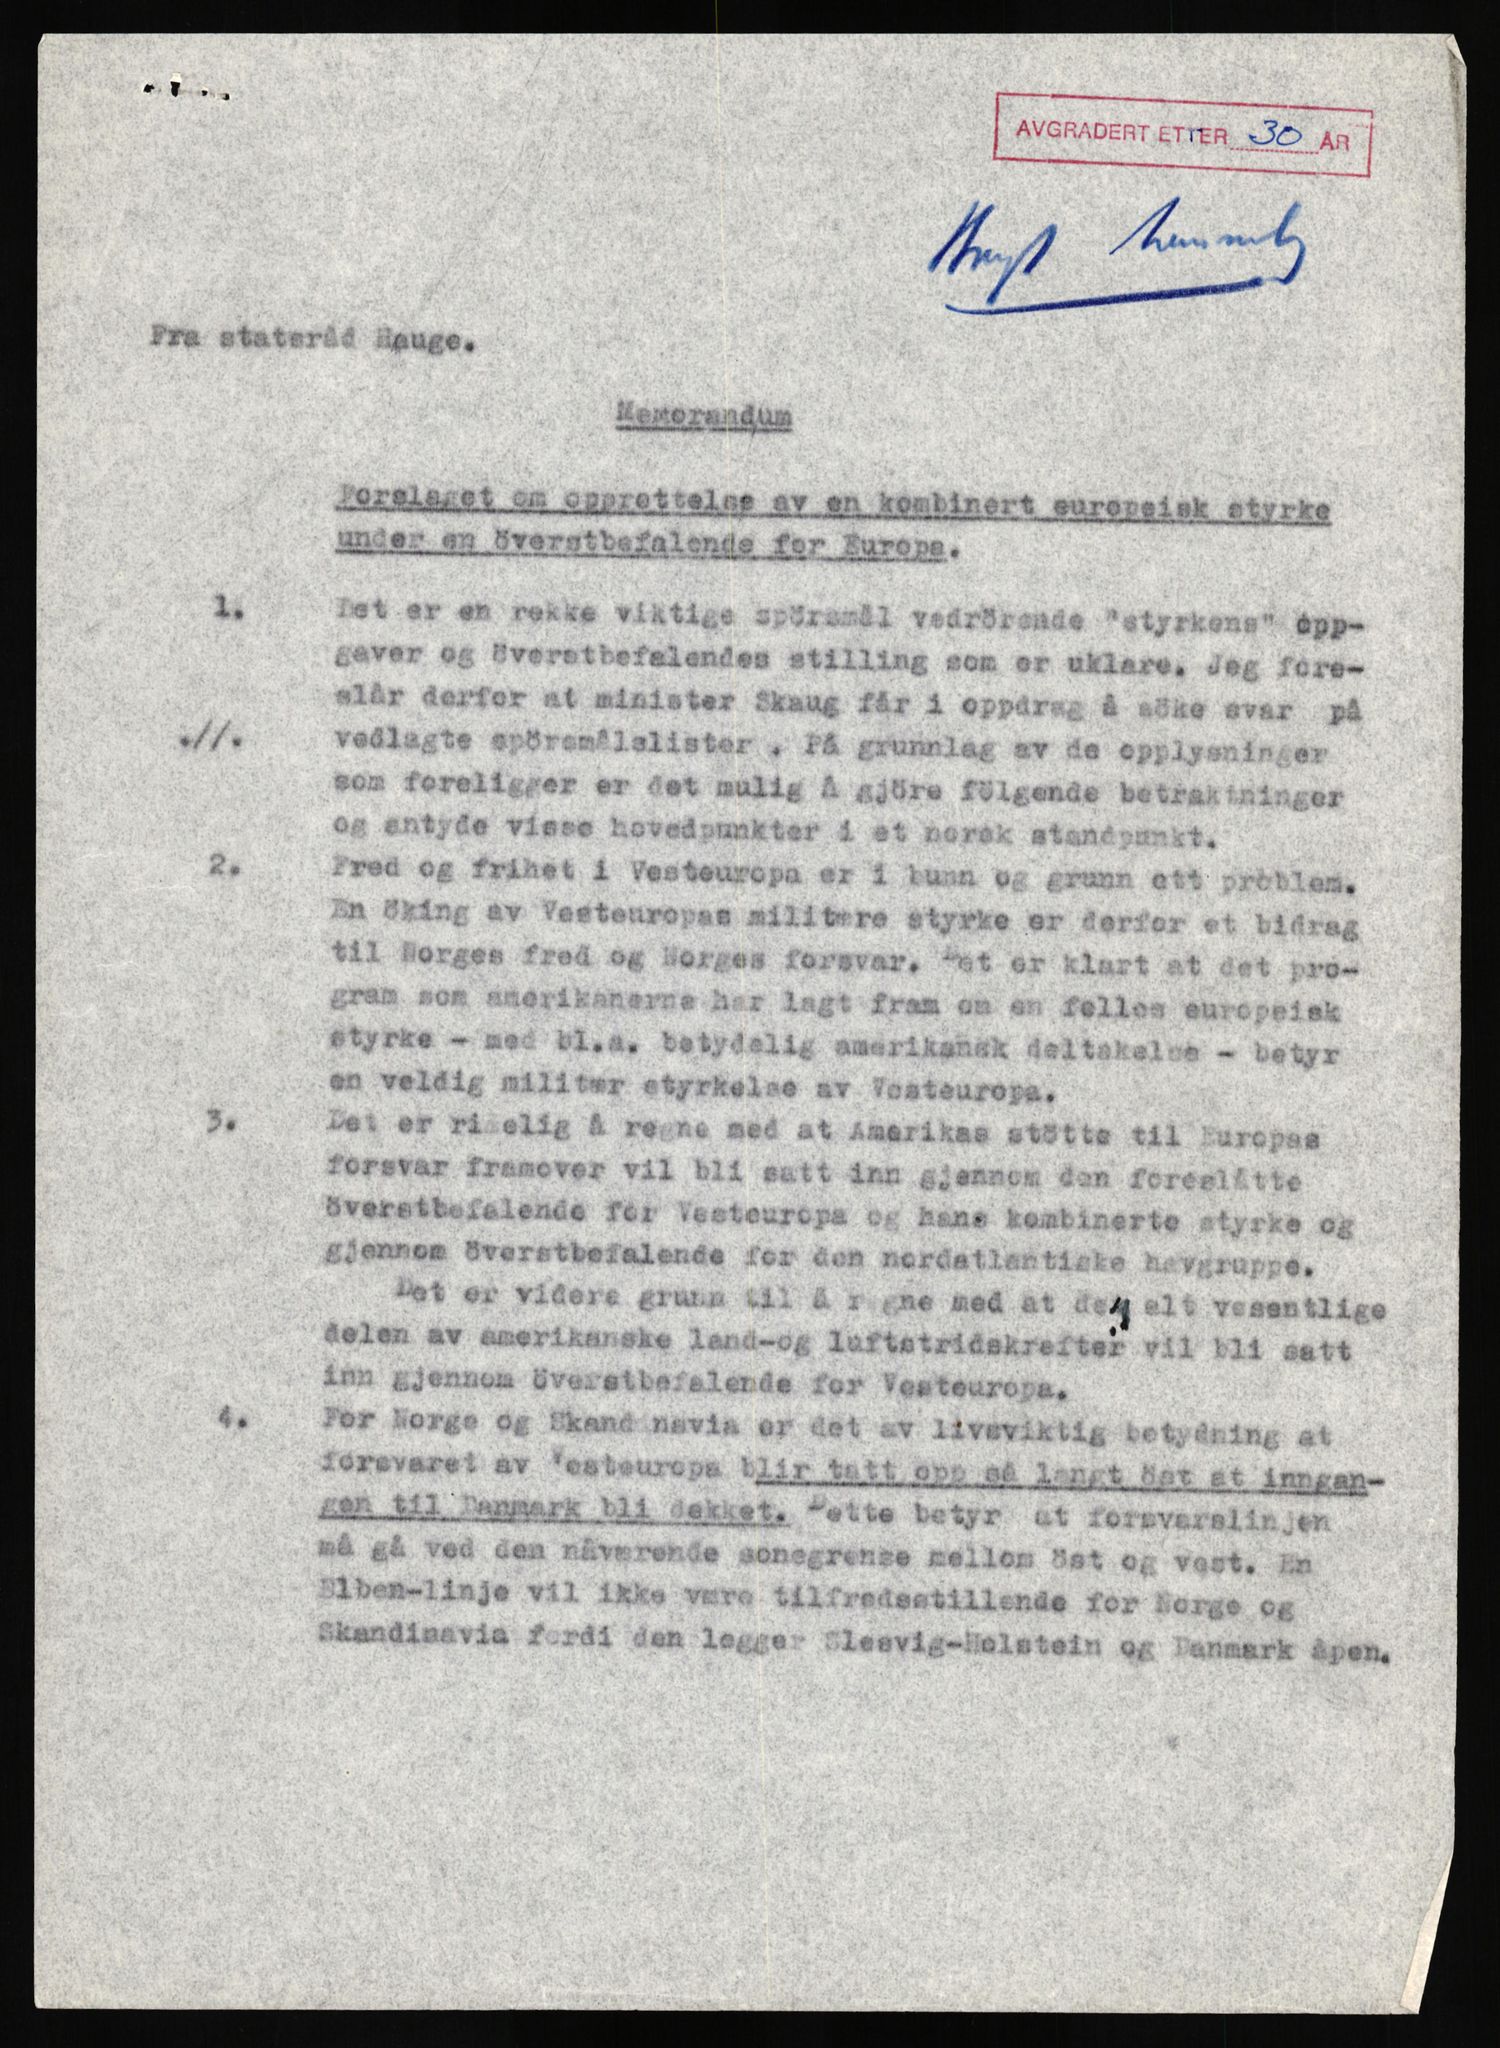 AVGRADERT ETTER 30 ÅR
Fra statsråd Hauge.
Memorandum
Forslaget om opprettelse av en kombinert europeisk styrke
under en överstbefalende for Europa.
1. Det er en rekke viktige spörsmål vedrörende "styrkens" opp-
gaver og överstbefalendes stilling som er uklare. Jeg fore-
slår derfor at minister Skaug får i oppdrag å söke svar på
.//. vedlagte spörsmålslister . På grunnlag av de opplysninger
som foreligger er det mulig å gjöre fölgende betraktninger
og antyde visse hovedpunkter i et norsk standpunkt.
2. Fred og frihet i Vesteuropa er i bunn og grunn ett problem.
En öking av Vesteuropas militære styrke er derfor et bidrag
til Norges fred og Norges forsvar. Det er klart at det pro-
gram som amerikanerne har lagt fram om en felles europeisk
styrke - med bl.a. betydelig amerikansk deltakelse - betyr
en veldig militær styrkelse av Vesteuropa.
3. Det er rimelig å regne med at Amerikas stötte til Europas
forsvar framover vil bli satt inn gjennom den foreslåtte
överstbefalende for Vesteuropa og hans kombinerte styrke og
gjennom överstbefalende for den nordatlantiske havgruppe.
Det er videre grunn til å regne med at den alt vesentlige
delen av amerikanske land-og luftstridskrefter vil bli satt
inn gjennom överstbefalende for Vesteuropa.
4. For Norge og Skandinavia er det av livsviktig betydning at
forsvaret av Vesteuropa blir tatt opp så langt öst at inngan-
gen til Danmark bli dekket. Dette betyr at forsvarslinjen
må gå ved den nåværende sonegrense mellom öst og vest. En
Elben-linje vil ikke være tilfredsstillende for Norge og
Skandinavia fordi den legger Slesvig-Holstein og Danmark åpen.